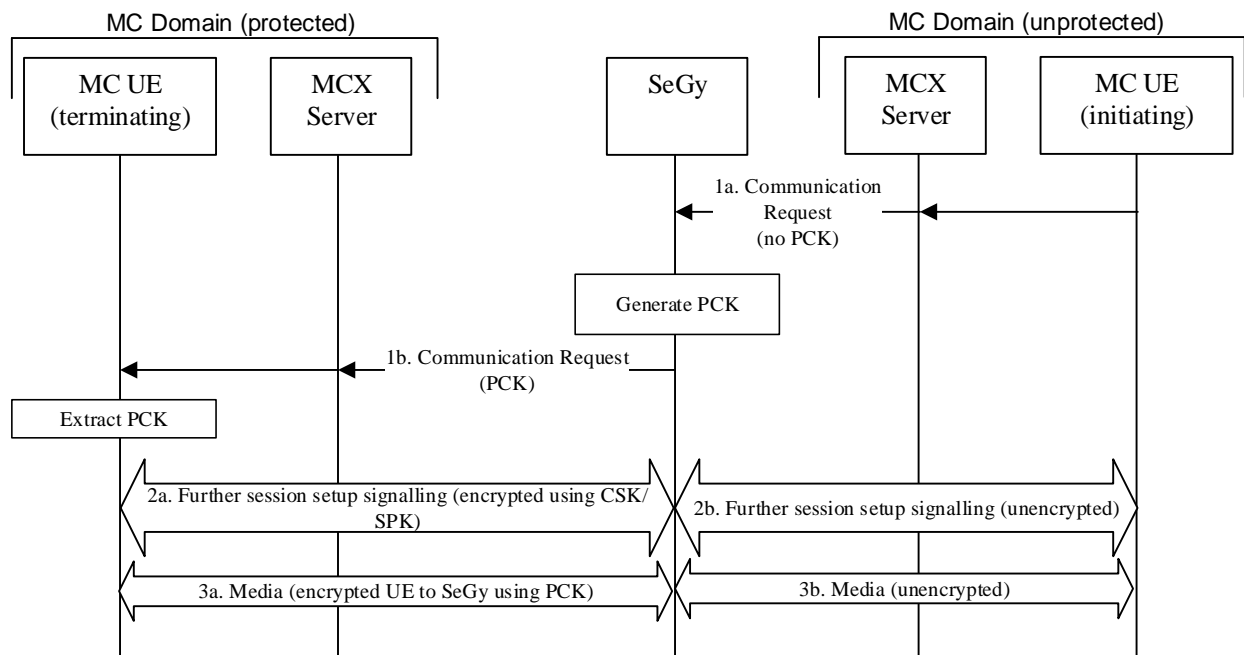 MC Domain (protected)
MC Domain (unprotected)
MC UE
(terminating)
MCX
Server
SeGy
MCX
Server
MC UE
(initiating)
1a. Communication
Request
(no PCK)
Generate PCK
1b. Communication Request
(PCK)
Extract PCK
2a. Further session setup signalling (encrypted using CSK/
SPK)
2b. Further session setup signalling (unencrypted)
3a. Media (encrypted UE to SeGy using PCK)
3b. Media (unencrypted)